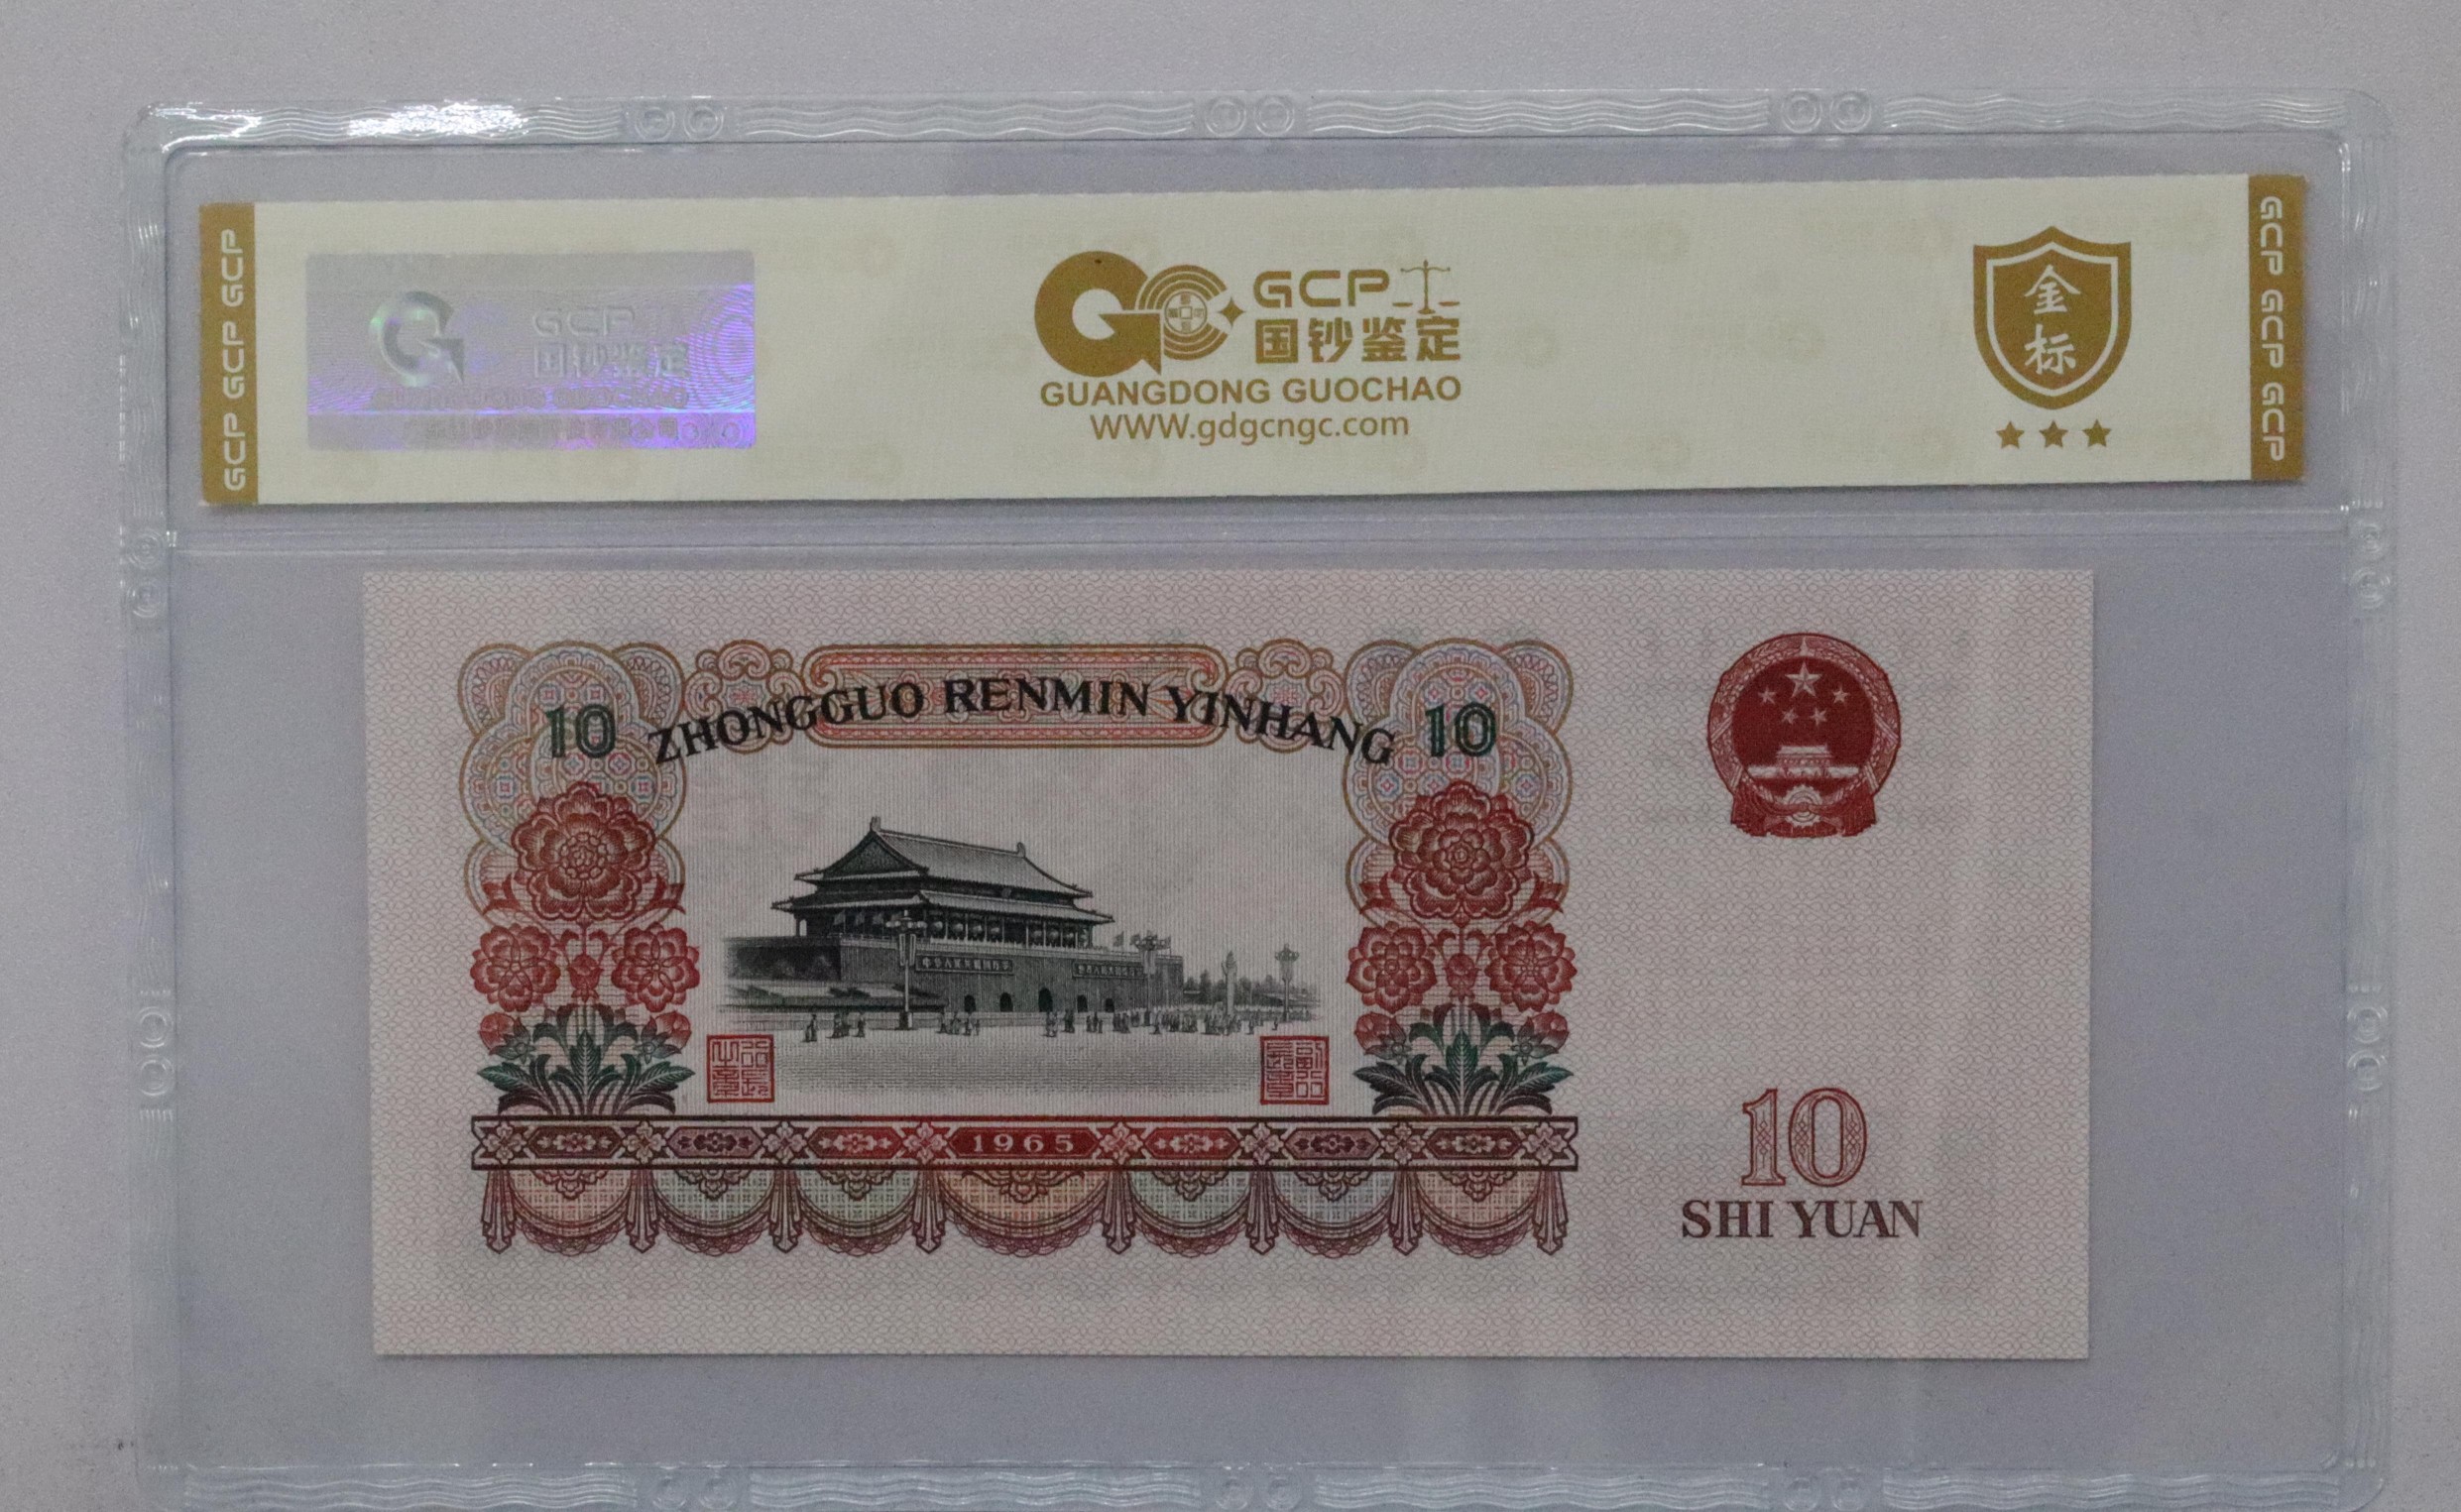 GCP GCP GCP
GCP
国钞鉴定
GUANGDONG GUOCHAO
GCP
国钞鉴定
GUANGDONG GUOCHAO
WWW.gdgcngc.com
金
标
GCP GCP GCP
10 ZHONGGUO RENMIN YINHANG 10
1965
10
SHI YUAN